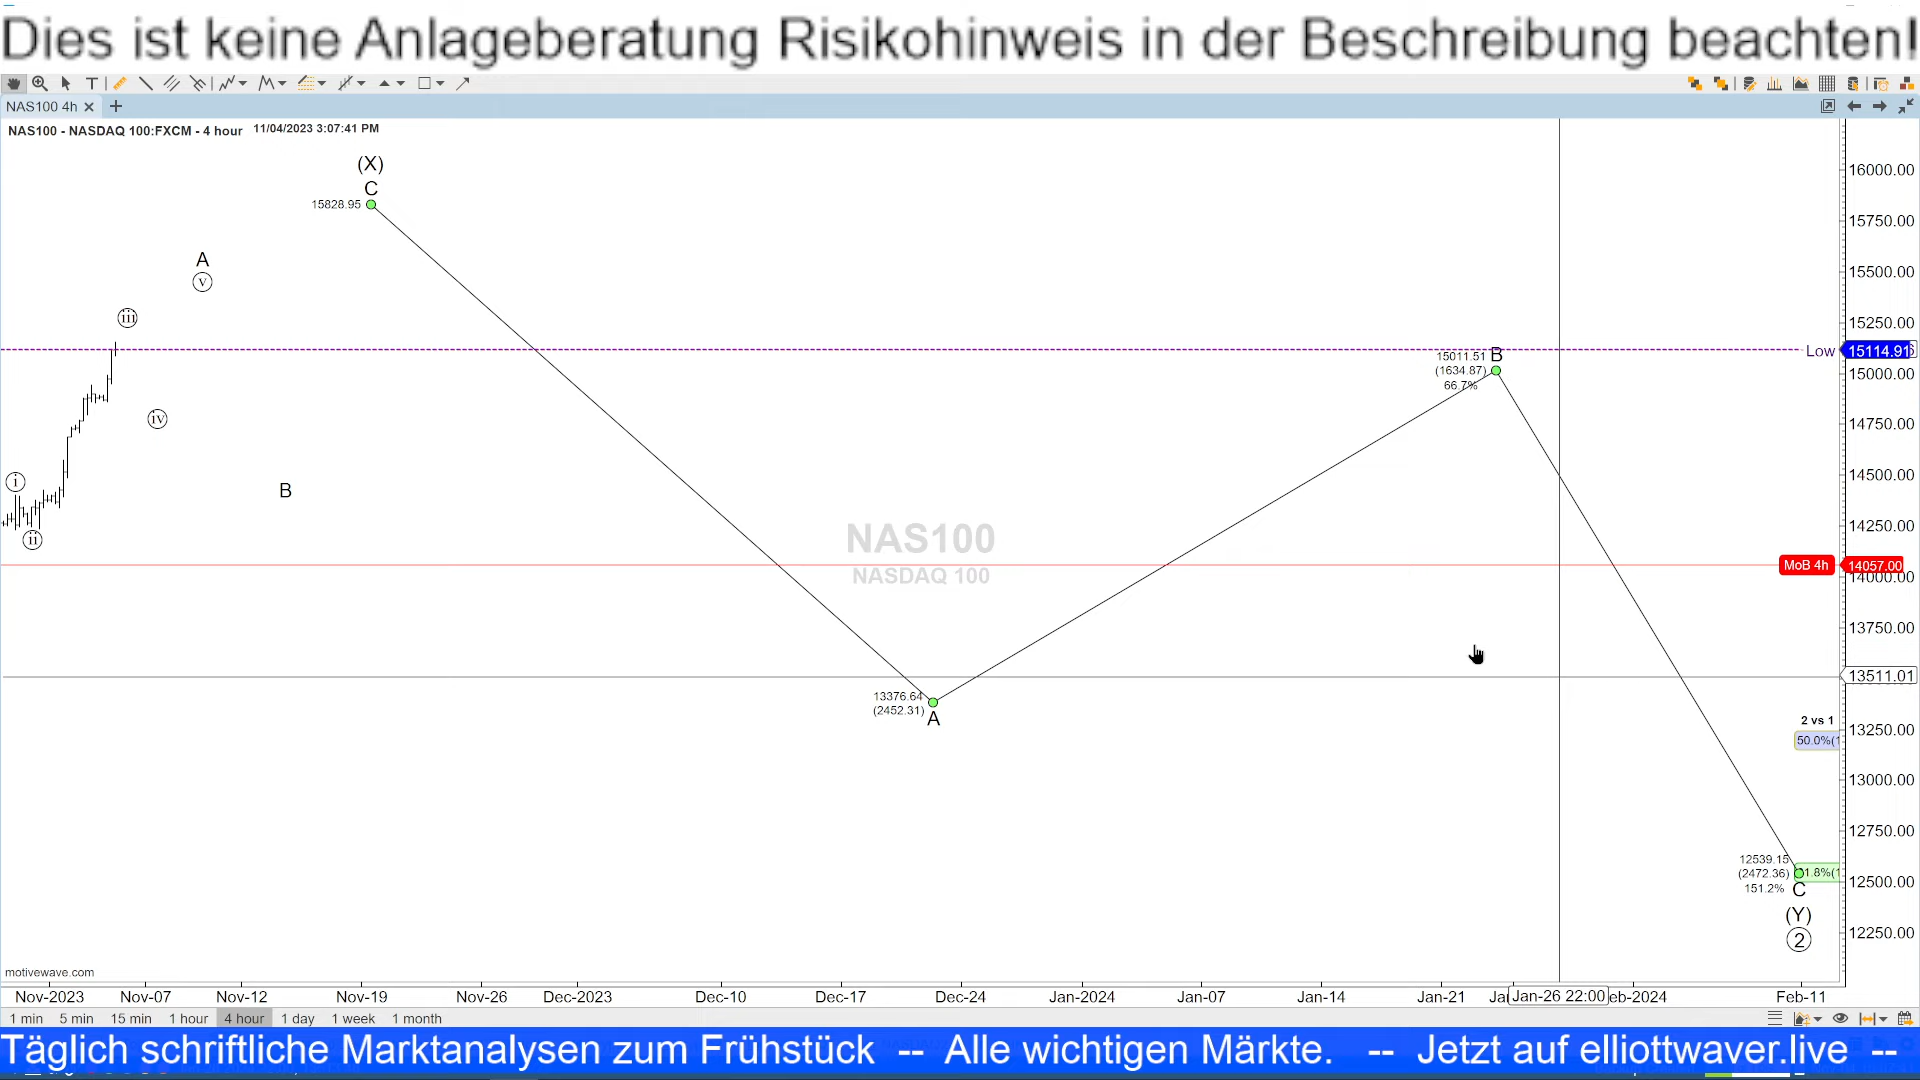 Dies ist keine Anlageberatung Risikohinweis in der Beschreibung beachten!
NAS100 4h
NAS100 - NASDAQ 100:FXCM - 4 hour 11/04/2023 3:07:41 PM
(X)
C
15828.95
A
v
iii
iv
i
ii
B
16000.00
15750.00
15500.00
15250.00
Low 15114.91
15000.00
14750.00
14500.00
14250.00
MoB 4h 14057.00
14000.00
13750.00
13511.01
13250.00
13000.00
12750.00
12500.00
12250.00
15011.51 B
(1634.87)
66.7%
NAS100
NASDAQ 100
13376.64
(2452.31)
A
2 vs 1
50.0%(1
12539.15
(2472.36)
151.2%
1.8%(1
C
(Y)
2
motivewave.com
Nov-2023 Nov-07 Nov-12 Nov-19 Nov-26 Dec-2023 Dec-10 Dec-17 Dec-24 Jan-2024 Jan-07 Jan-14 Jan-21 Jan-26 22:00 eb-2024 Feb-11
1 min 5 min 15 min 1 hour 4 hour 1 day 1 week 1 month
Täglich schriftliche Marktanalysen zum Frühstück -- Alle wichtigen Märkte. -- Jetzt auf elliottwaver.live --